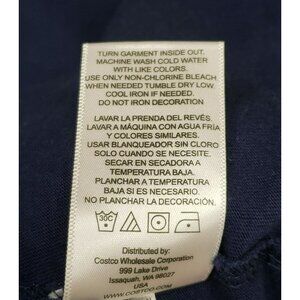 TURN GARMENT INSIDE OUT.
MACHINE WASH COLD WATER
WITH LIKE COLORS.
USE ONLY NON-CHLORINE BLEACH
WHEN NEEDED TUMBLE DRY LOW
COOL IRON IF NEEDED.
DO NOT IRON DECORATION
LAVAR LA PRENDA DEL REVÉS
LAVAR A MÁQUINA CON AGUA FRÍA
Y COLORES SIMILARES.
USAR BLANQUEADOR SIN CLORO
SOLO CUANDO SE NECESITE.
SECAR EN SECADORA A
TEMPERATURA BAJA.
PLANCHAR A TEMPERATURA
BAJA SI ES NECESARIO.
NO PLANCHAR LA DECORACIÓN.
30C
Distributed by:
Costco Wholesale Corporation
999 Lake Drive
Issaquah, WA 98027
USA
WWW.COSTCO.COM